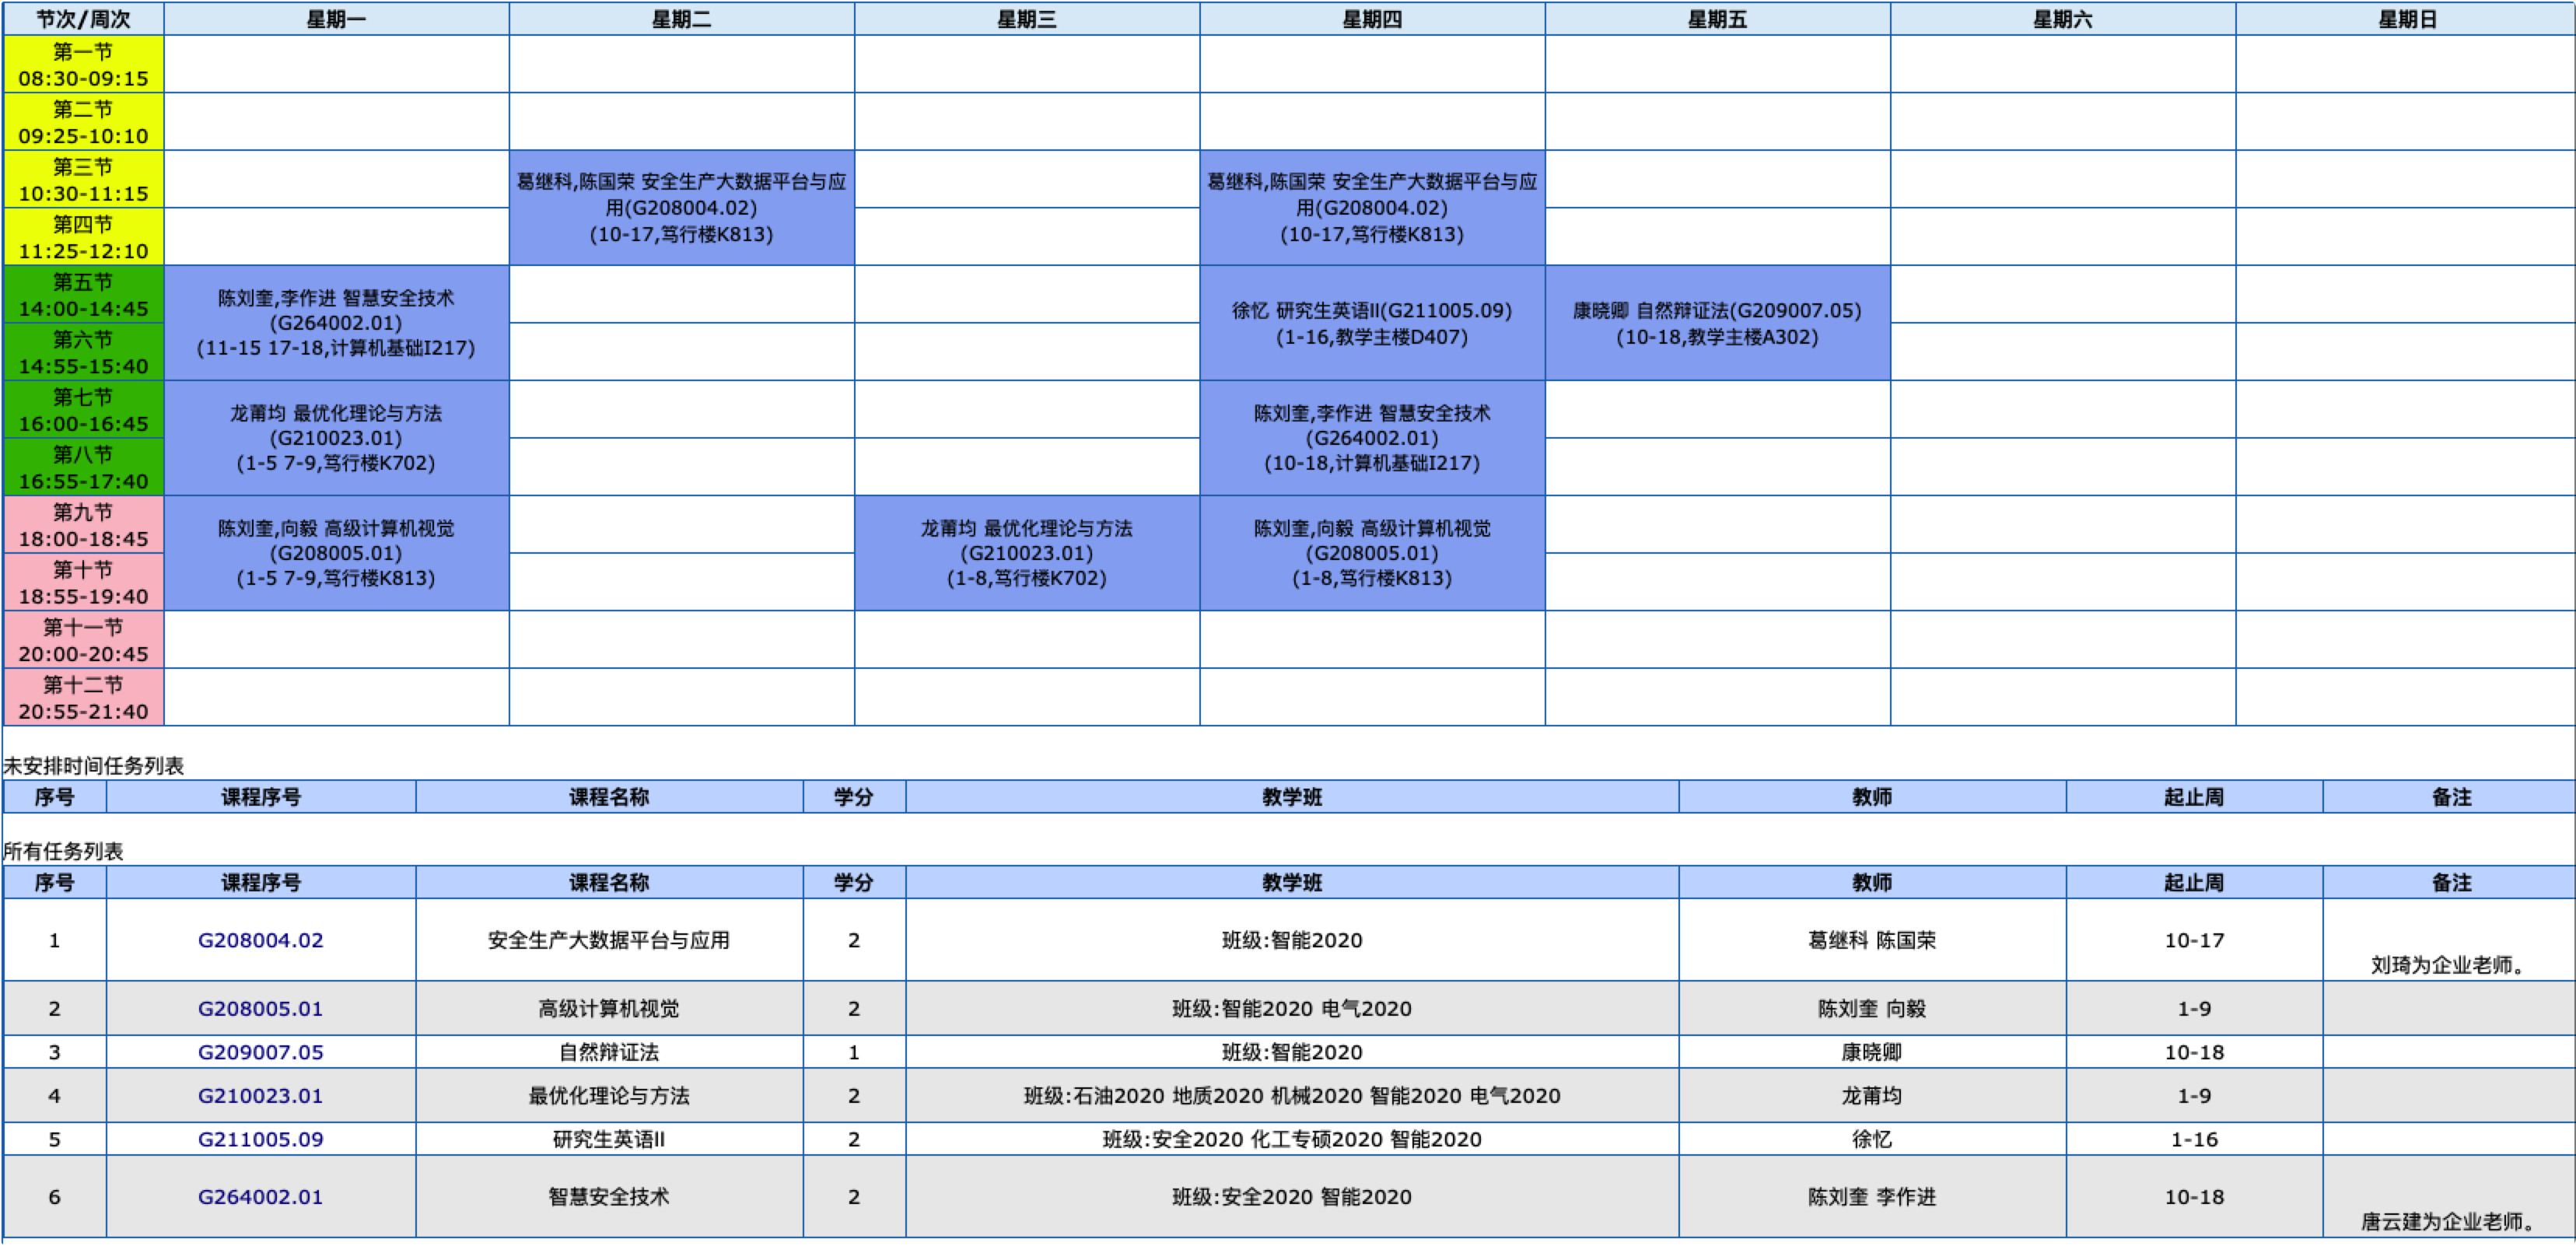 节次/周次 星期一 星期二 星期三 星期四 星期五 星期六 星期日
第一节
08:30-09:15
第二节
09:25-10:10
第三节
10:30-11:15
第四节
11:25-12:10
葛继科,陈国荣 安全生产大数据平台与应
用(G208004.02)
(10-17,笃行楼K813)
葛继科,陈国荣 安全生产大数据平台与应
用(G208004.02)
(10-17,笃行楼K813)
第五节
14:00-14:45
第六节
14:55-15:40
陈刘奎,李作进 智慧安全技术
(G264002.01)
(11-15 17-18,计算机基础I217)
徐忆 研究生英语II(G211005.09)
(1-16,教学主楼D407)
康晓卿 自然辩证法(G209007.05)
(10-18,教学主楼A302)
第七节
16:00-16:45
第八节
16:55-17:40
龙莆均 最优化理论与方法
(G210023.01)
(1-5 7-9,笃行楼K702)
陈刘奎,李作进 智慧安全技术
(G264002.01)
(10-18,计算机基础I217)
第九节
18:00-18:45
第十节
18:55-19:40
陈刘奎,向毅 高级计算机视觉
(G208005.01)
(1-5 7-9,笃行楼K813)
龙莆均 最优化理论与方法
(G210023.01)
(1-8,笃行楼K702)
陈刘奎,向毅 高级计算机视觉
(G208005.01)
(1-8,笃行楼K813)
第十一节
20:00-20:45
第十二节
20:55-21:40
未安排时间任务列表
序号 课程序号 课程名称 学分 教学班 教师 起止周 备注
所有任务列表
序号 课程序号 课程名称 学分 教学班 教师 起止周 备注
1 G208004.02 安全生产大数据平台与应用 2 班级:智能2020 葛继科 陈国荣 10-17 刘琦为企业老师。
2 G208005.01 高级计算机视觉 2 班级:智能2020 电气2020 陈刘奎 向毅 1-9
3 G209007.05 自然辩证法 1 班级:智能2020 康晓卿 10-18
4 G210023.01 最优化理论与方法 2 班级:石油2020 地质2020 机械2020 智能2020 电气2020 龙莆均 1-9
5 G211005.09 研究生英语II 2 班级:安全2020 化工专硕2020 智能2020 徐忆 1-16
6 G264002.01 智慧安全技术 2 班级:安全2020 智能2020 陈刘奎 李作进 10-18 唐云建为企业老师。